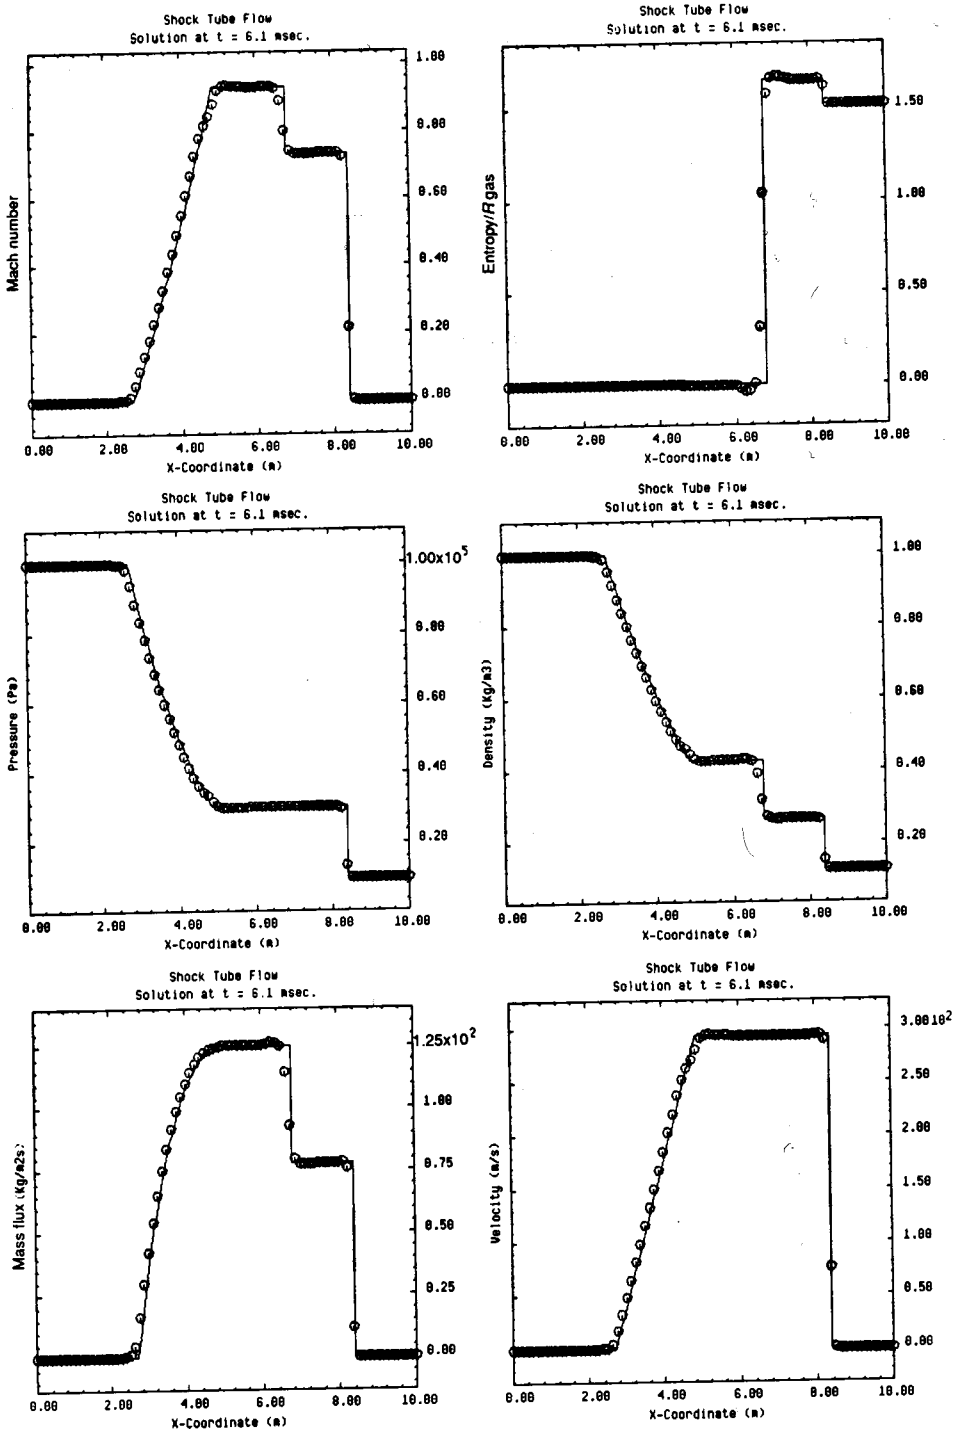 Shock Tube Flow
Solution at t = 6.1 msec.
1.00
0.80
0.60
0.40
0.20
0.00
Mach number
0.00 2.00 4.00 6.00 8.00 10.00
X-Coordinate (m)
Shock Tube Flow
Solution at t = 6.1 msec.
1.50
1.00
0.50
0.00
Entropy/Rgas
0.00 2.00 4.00 6.00 8.00 10.00
X-Coordinate (m)
Shock Tube Flow
Solution at t = 6.1 msec.
1.00x10⁵
0.80
0.60
0.40
0.20
Pressure (Pa)
0.00 2.00 4.00 6.00 8.00 10.00
X-Coordinate (m)
Shock Tube Flow
Solution at t = 6.1 msec.
1.00
0.80
0.60
0.40
0.20
Density (Kg/m3)
0.00 2.00 4.00 6.00 8.00 10.00
X-Coordinate (m)
Shock Tube Flow
Solution at t = 6.1 msec.
1.25x10²
1.00
0.75
0.50
0.25
0.00
Mass flux (Kg/m2s)
0.00 2.00 4.00 6.00 8.00 10.00
X-Coordinate (m)
Shock Tube Flow
Solution at t = 6.1 msec.
3.00 10²
2.50
2.00
1.50
1.00
0.50
0.00
Velocity (m/s)
0.00 2.00 4.00 6.00 8.00 10.00
X-Coordinate (m)